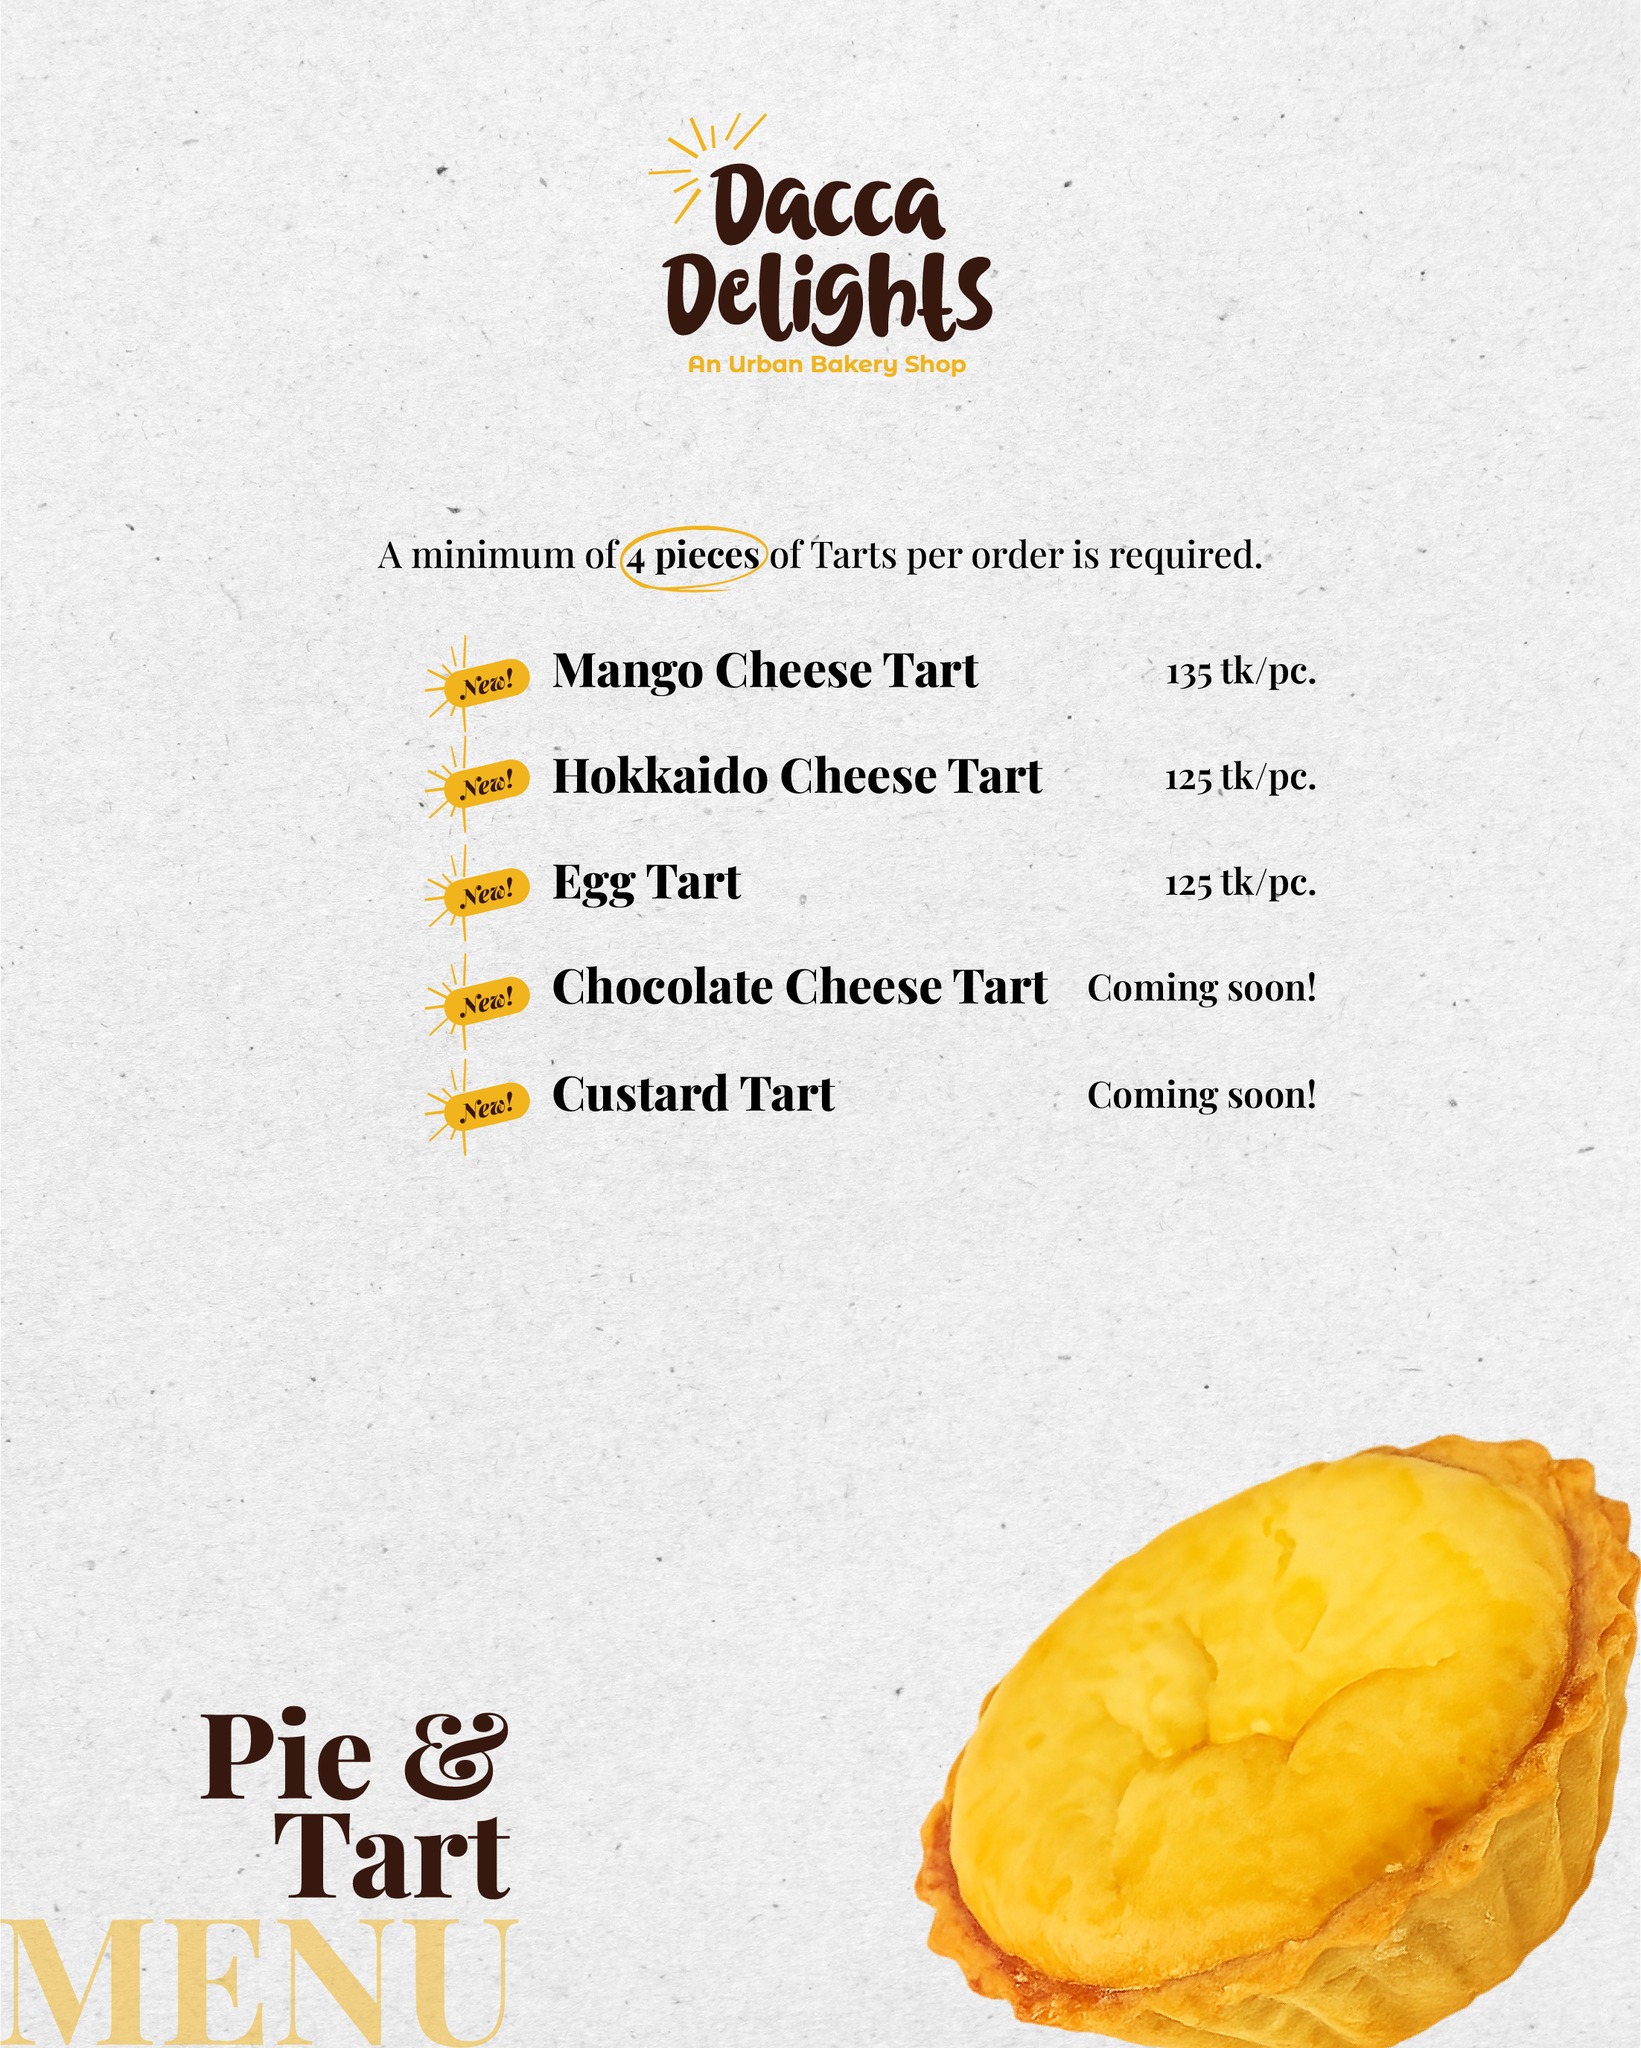 Dacca
Delights
An Urban Bakery Shop
A minimum of 4 pieces of Tarts per order is required.
New! Mango Cheese Tart 135 tk/pc.
New! Hokkaido Cheese Tart 125 tk/pc.
New! Egg Tart 125 tk/pc.
New! Chocolate Cheese Tart Coming soon!
New! Custard Tart Coming soon!
Pie &
Tart
MENU